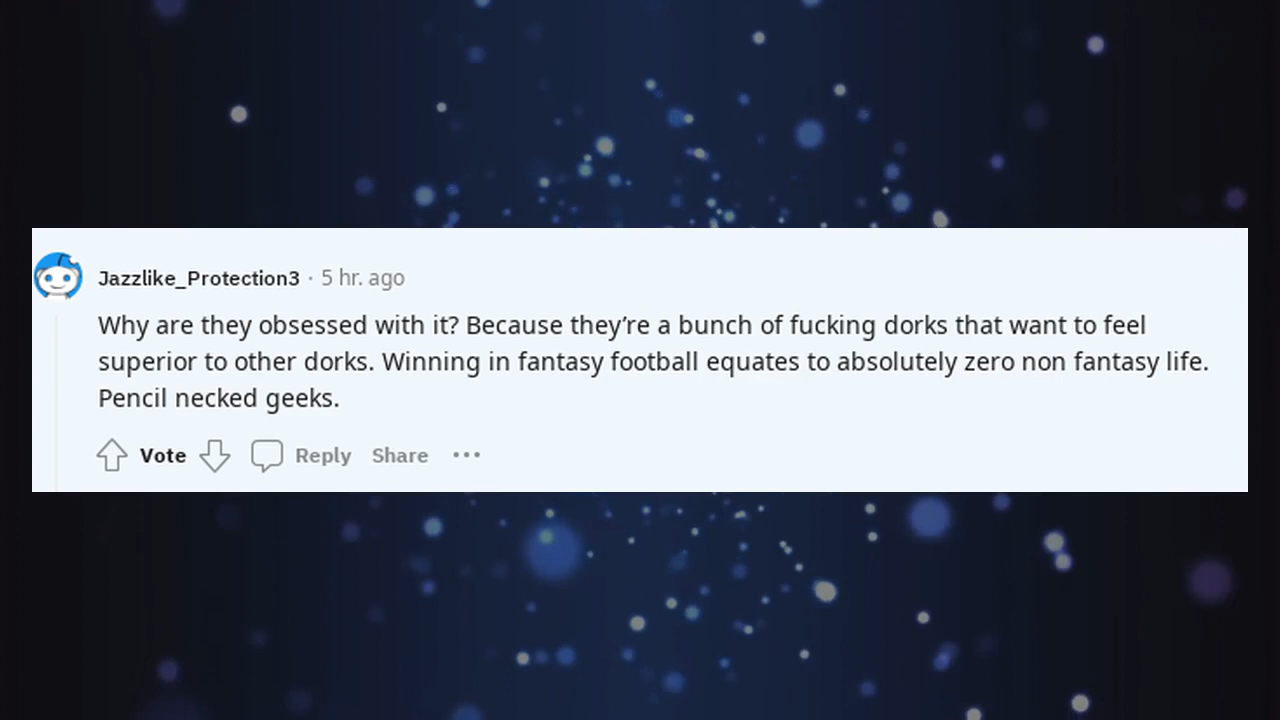 Jazzlike_Protection3 · 5 hr. ago
Why are they obsessed with it? Because they’re a bunch of fucking dorks that want to feel
superior to other dorks. Winning in fantasy football equates to absolutely zero non fantasy life.
Pencil necked geeks.
Vote Reply Share ···